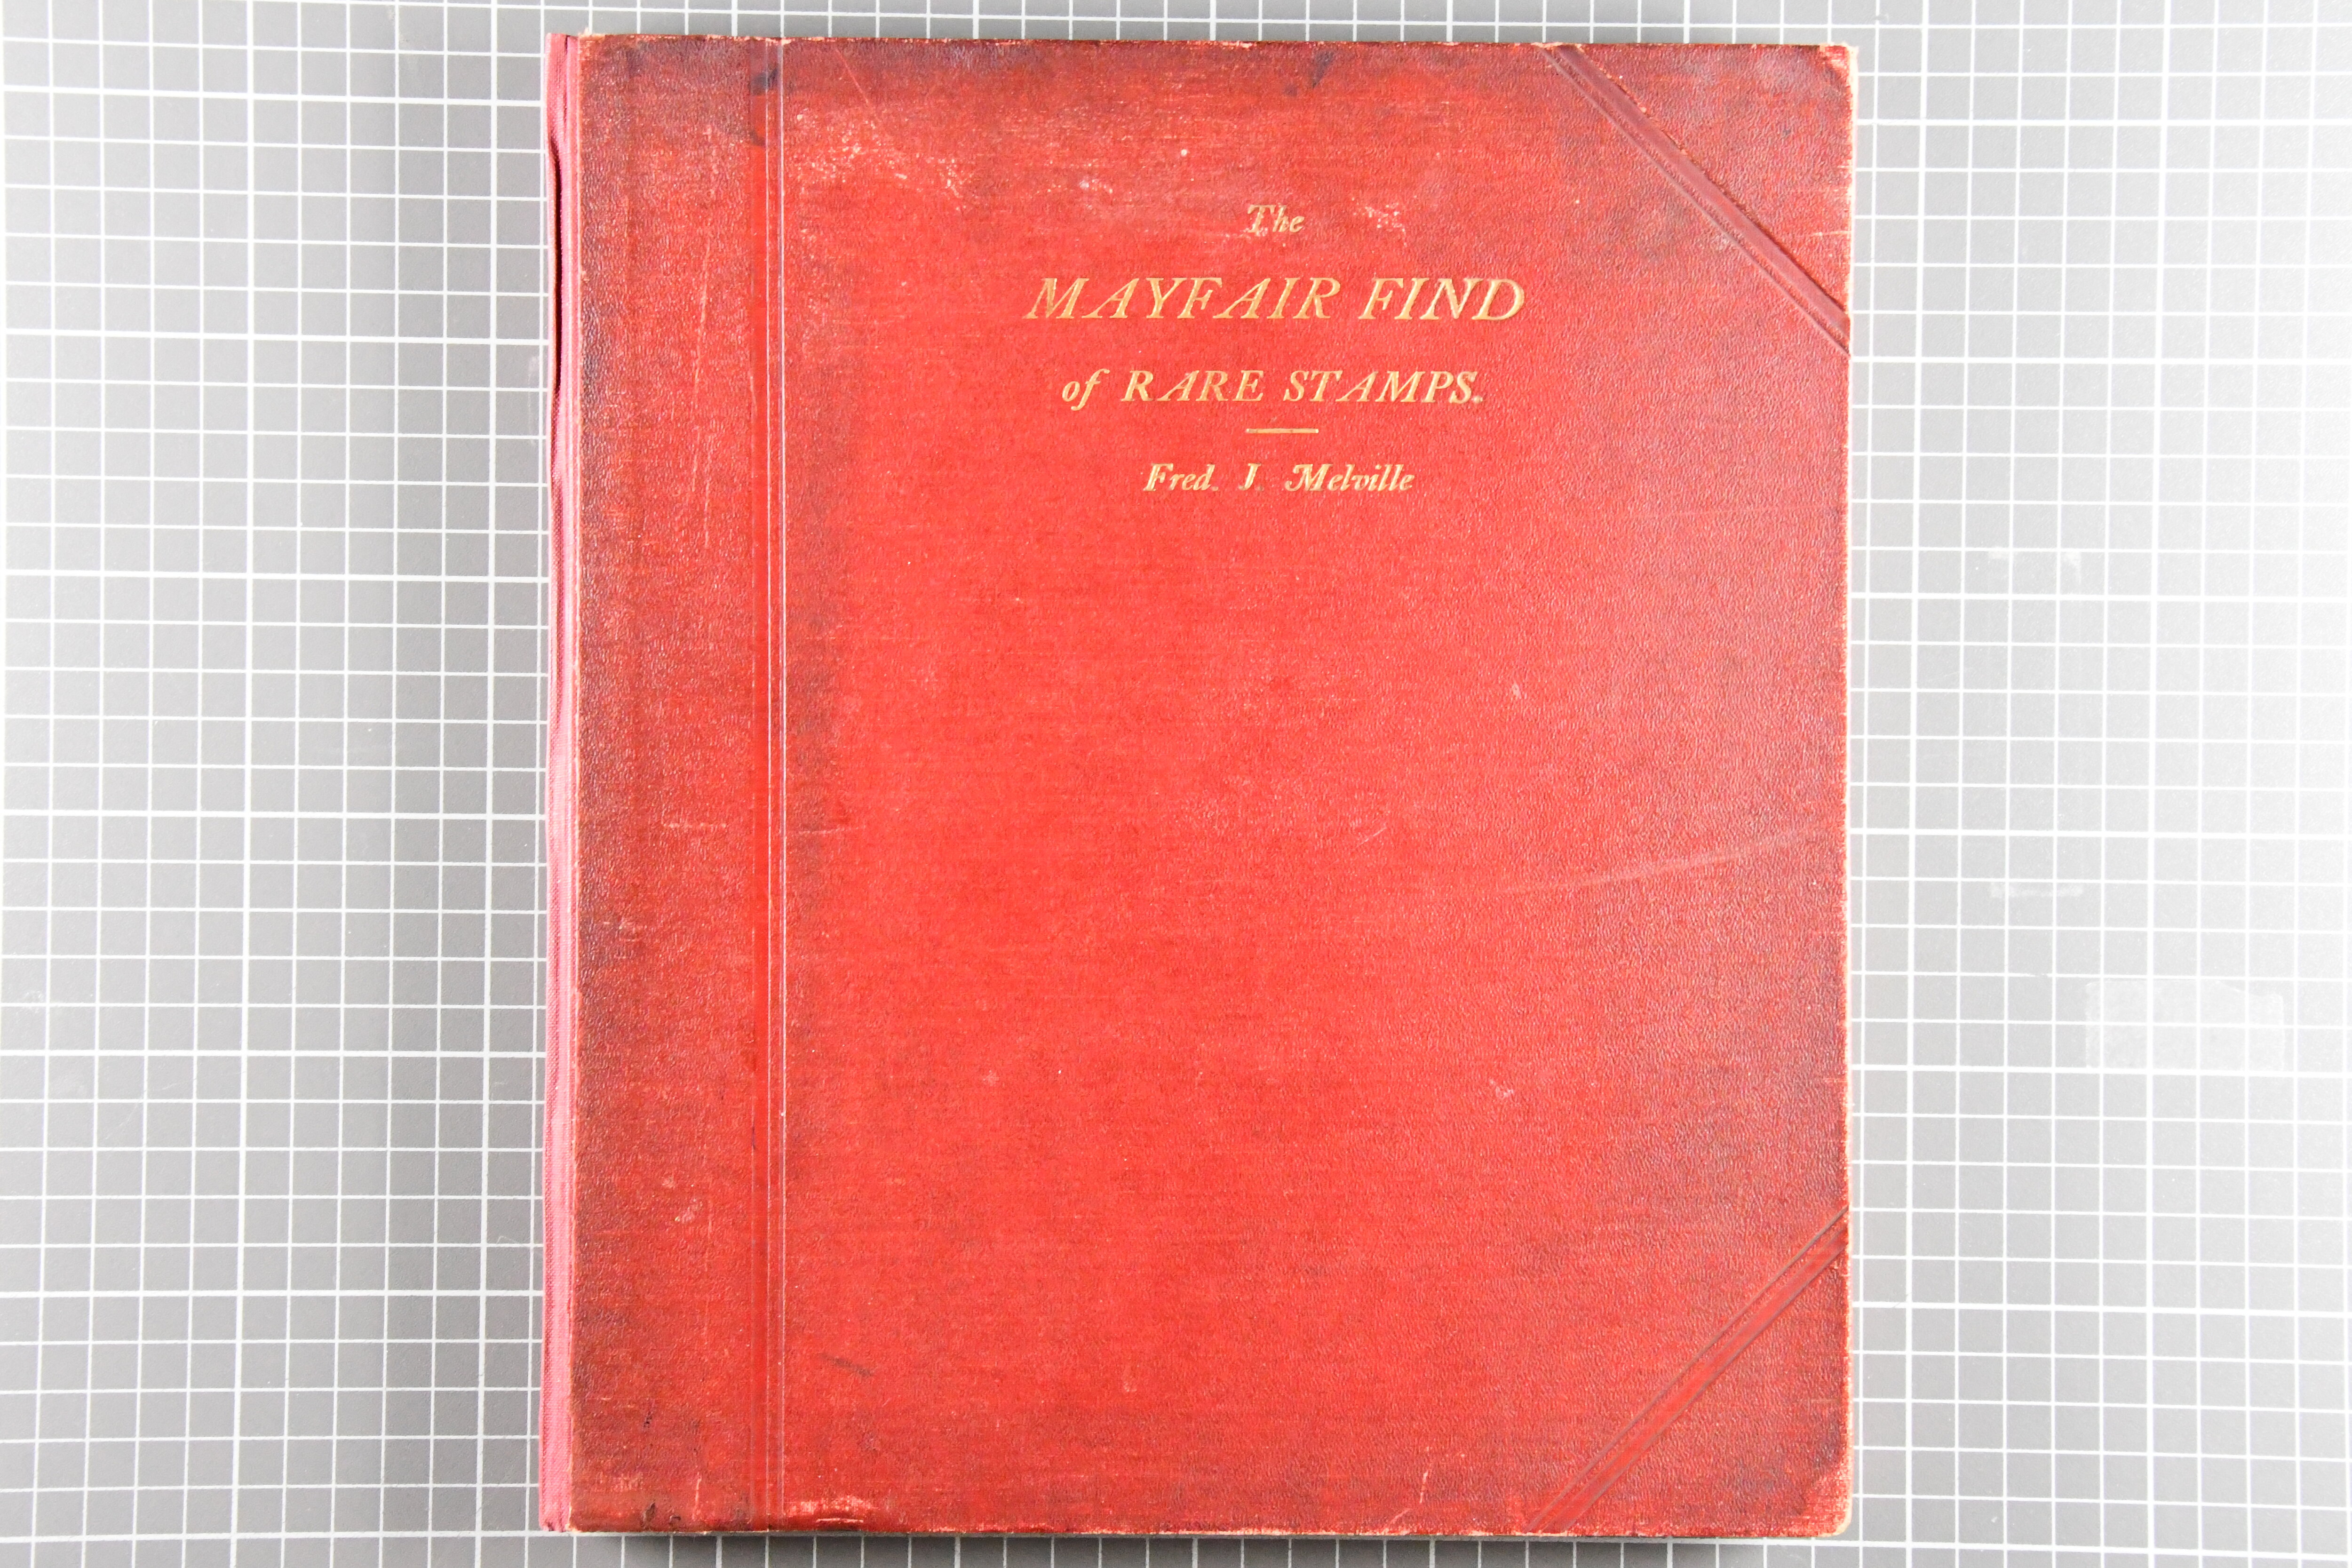 The
MAYFAIR FIND
of RARE STAMPS.
Fred. J. Melville